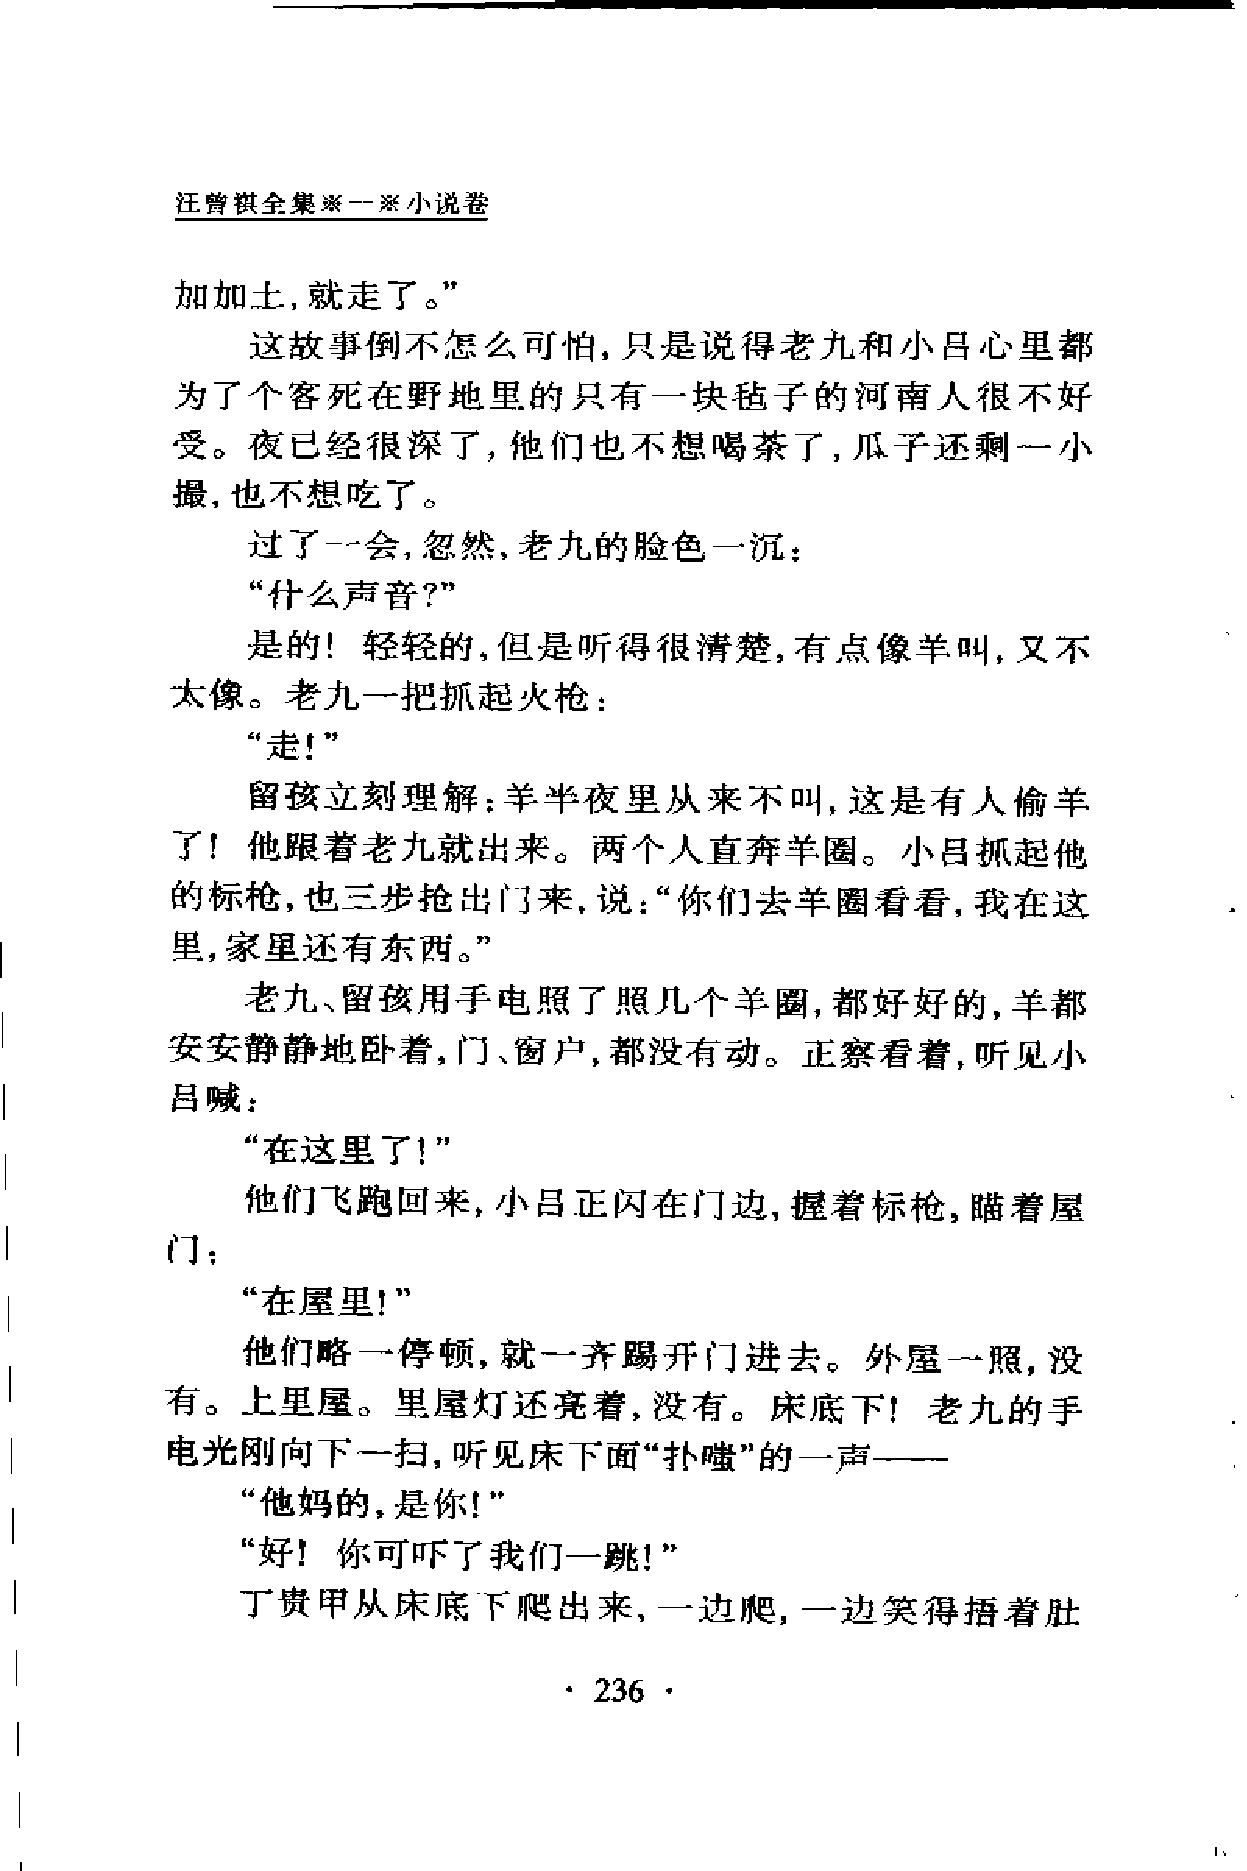 汪曾祺全集※一※小说卷
加加土,就走了。”
这故事倒不怎么可怕,只是说得老九和小吕心里都
为了个客死在野地里的只有一块毡子的河南人很不好
受。夜已经很深了,他们也不想喝茶了,瓜子还剩一小
撮,也不想吃了。
过了一会,忽然,老九的脸色一沉:
“什么声音?”
是的! 轻轻的,但是听得很清楚,有点像羊叫,又不
太像。老九一把抓起火枪:
“走!”
留孩立刻理解:羊半夜里从来不叫,这是有人偷羊
了! 他跟着老九就出来。两个人直奔羊圈。小吕抓起他
的标枪,也三步抢出门来,说:“你们去羊圈看看,我在这
里,家里还有东西。”
老九、留孩用手电照了照几个羊圈,都好好的,羊都
安安静静地卧着,门、窗户,都没有动。正察看着,听见小
吕喊:
“在这里了!”
他们飞跑回来,小吕正闪在门边,握着标枪,瞄着屋
门:
“在屋里!”
他们略一停顿,就一齐踢开门进去。外屋一照,没
有。上里屋。里屋灯还亮着,没有。床底下! 老九的手
电光刚向下一扫,听见床下面“扑嗤”的一声——
“他妈的,是你!”
“好! 你可吓了我们一跳!”
丁贵甲从床底下爬出来,一边爬,一边笑得捂着肚
· 236 ·